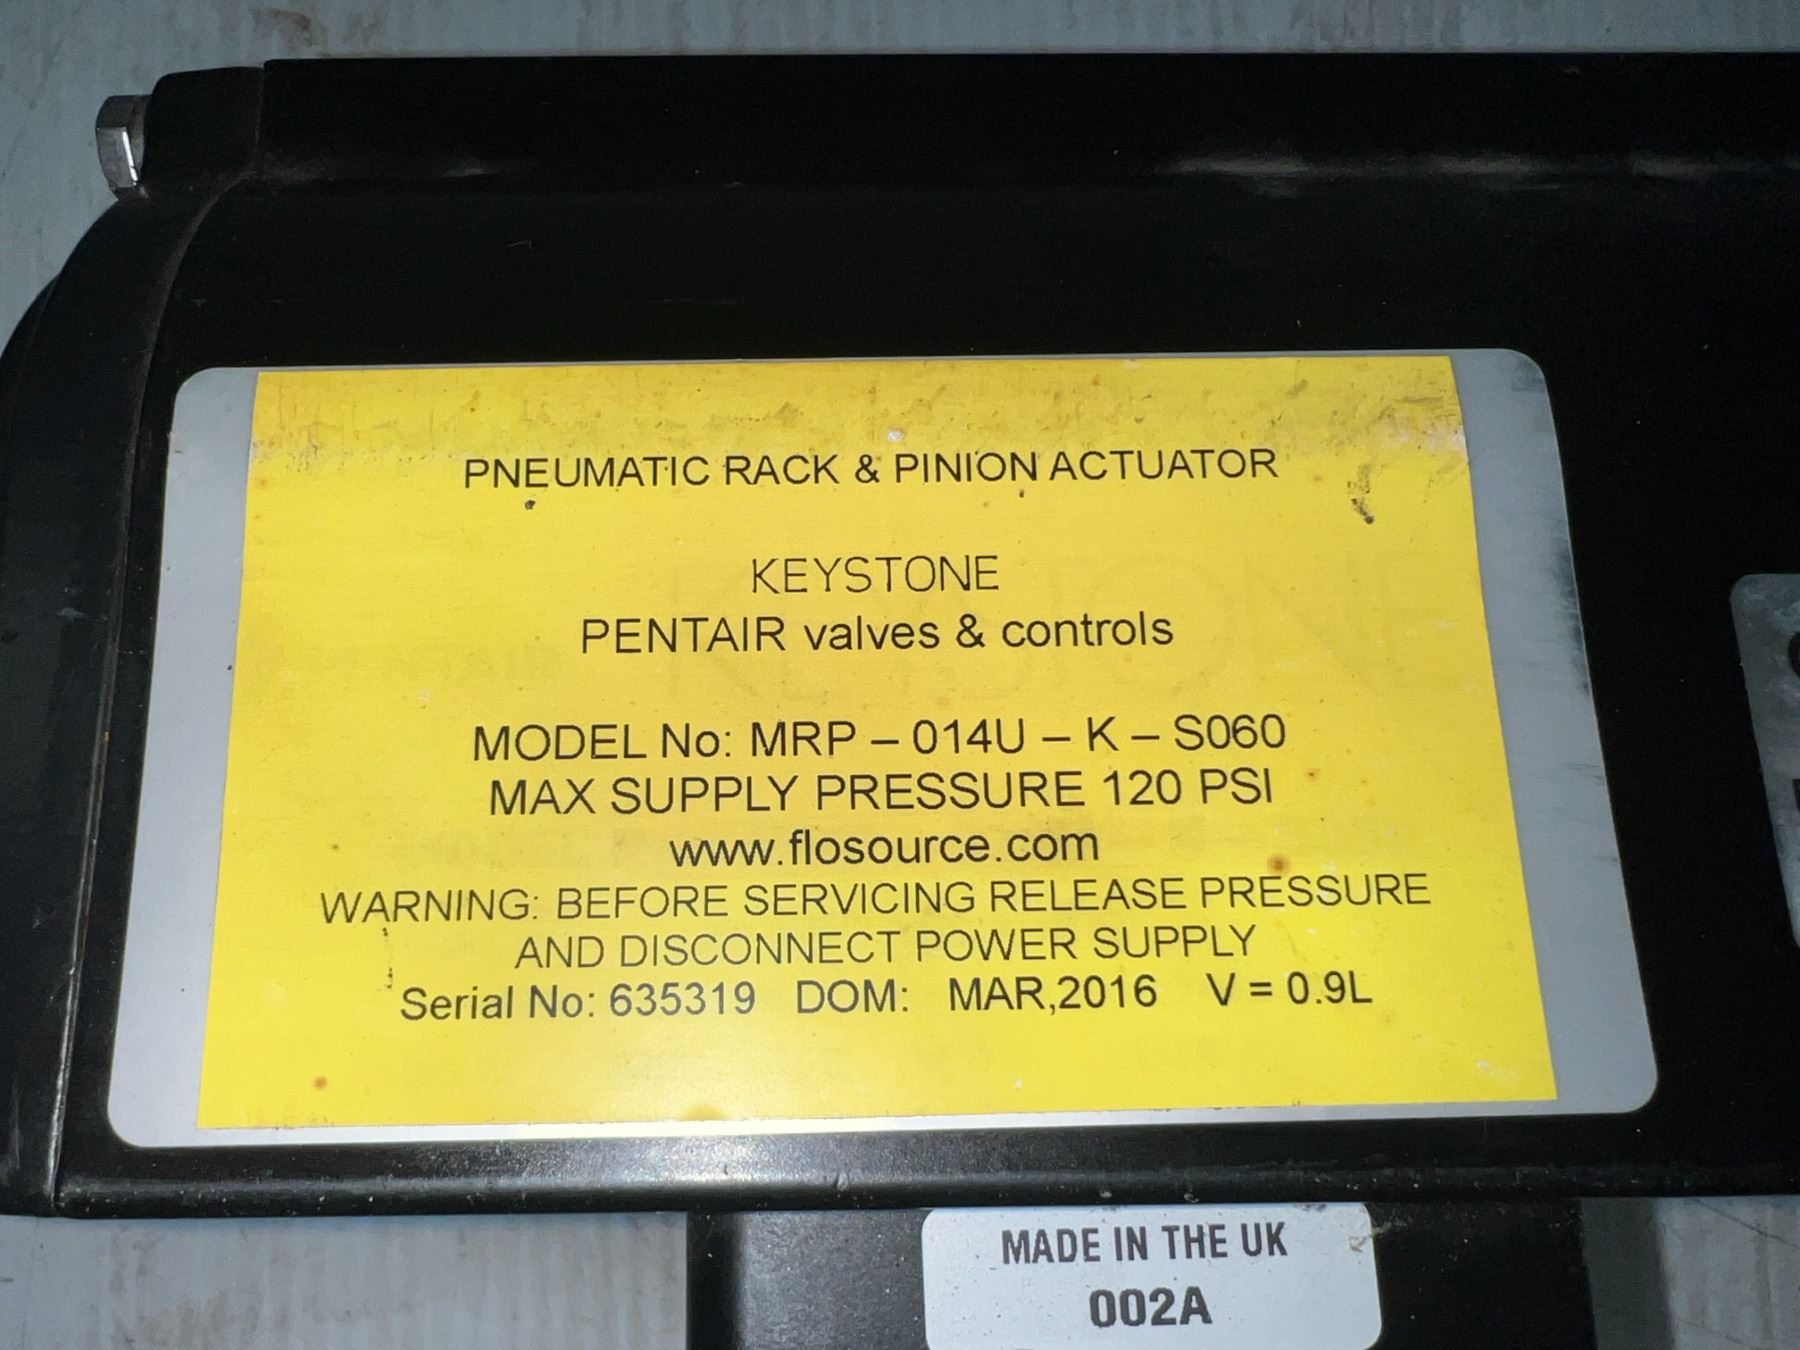 PNEUMATIC RACK & PINION ACTUATOR
KEYSTONE
PENTAIR valves & controls
MODEL No: MRP – 014U – K – S060
MAX SUPPLY PRESSURE 120 PSI
www.flosource.com
WARNING: BEFORE SERVICING RELEASE PRESSURE
AND DISCONNECT POWER SUPPLY
Serial No: 635319 DOM: MAR,2016 V = 0.9L
MADE IN THE UK
002A